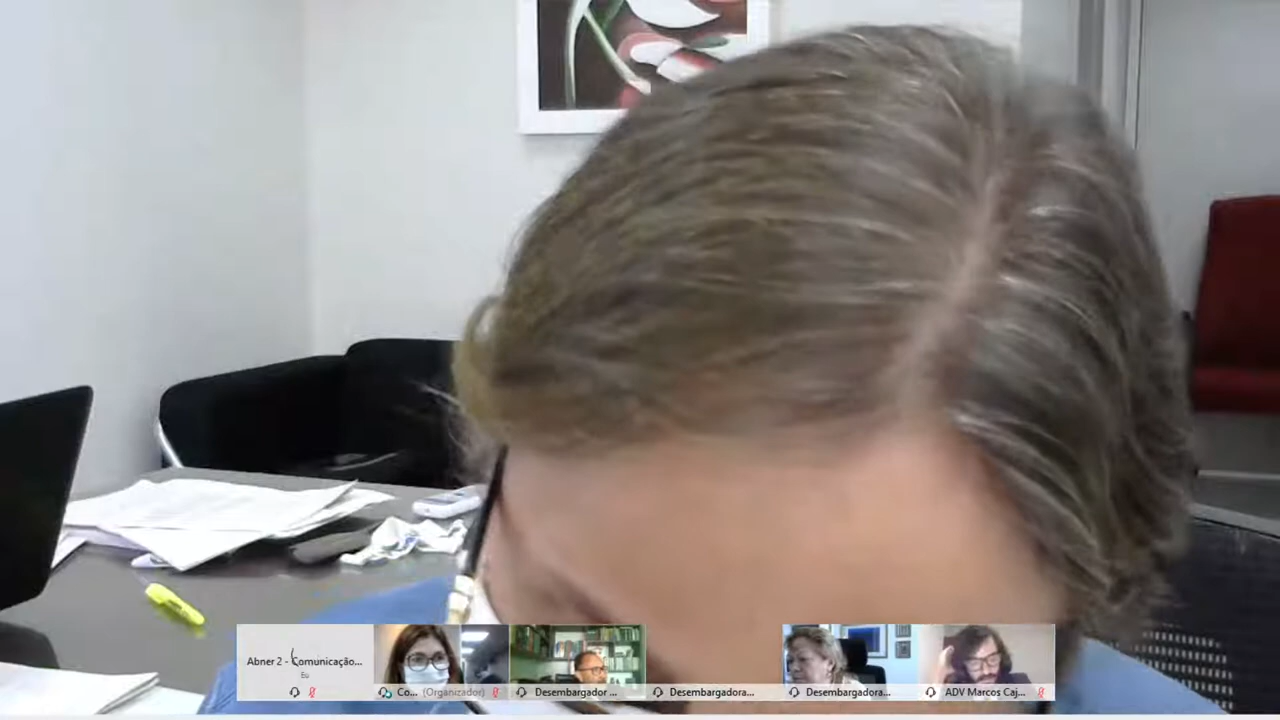 Abner 2 - Comunicação...
Eu
Co... (Organizador)
Desembargador ...
Desembargadora...
Desembargadora...
ADV Marcos Caj...